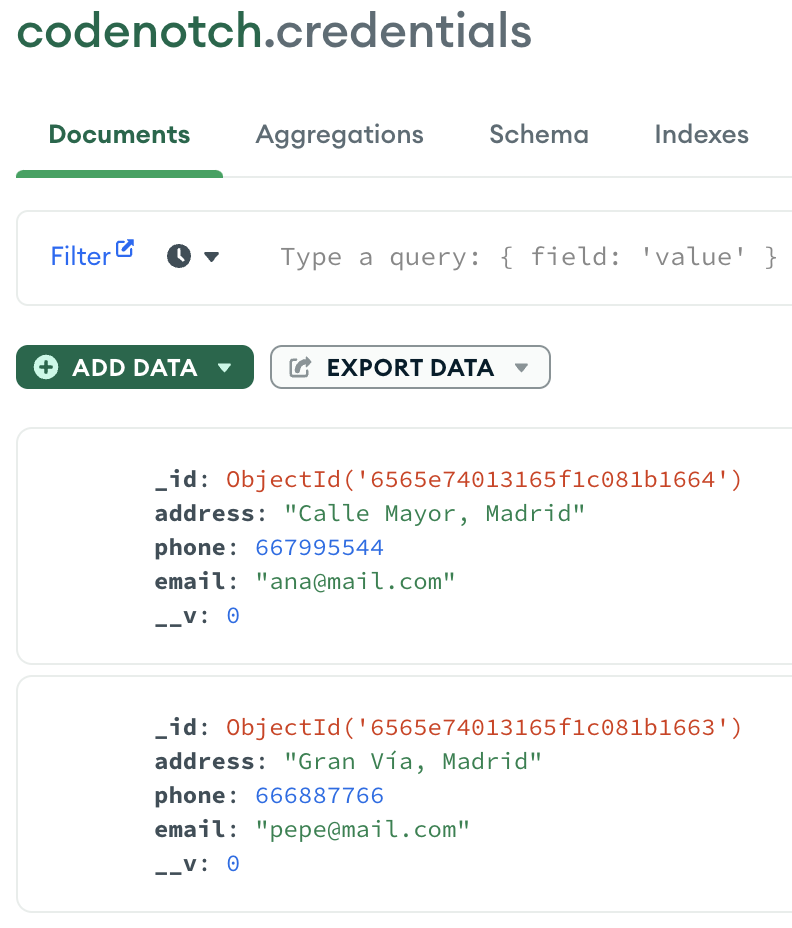 codenotch.credentials
Documents Aggregations Schema Indexes
Filter Type a query: { field: 'value' }
ADD DATA EXPORT DATA
_id: ObjectId('6565e74013165f1c081b1664')
address: "Calle Mayor, Madrid"
phone: 667995544
email: "ana@mail.com"
__v: 0
_id: ObjectId('6565e74013165f1c081b1663')
address: "Gran Vía, Madrid"
phone: 666887766
email: "pepe@mail.com"
__v: 0